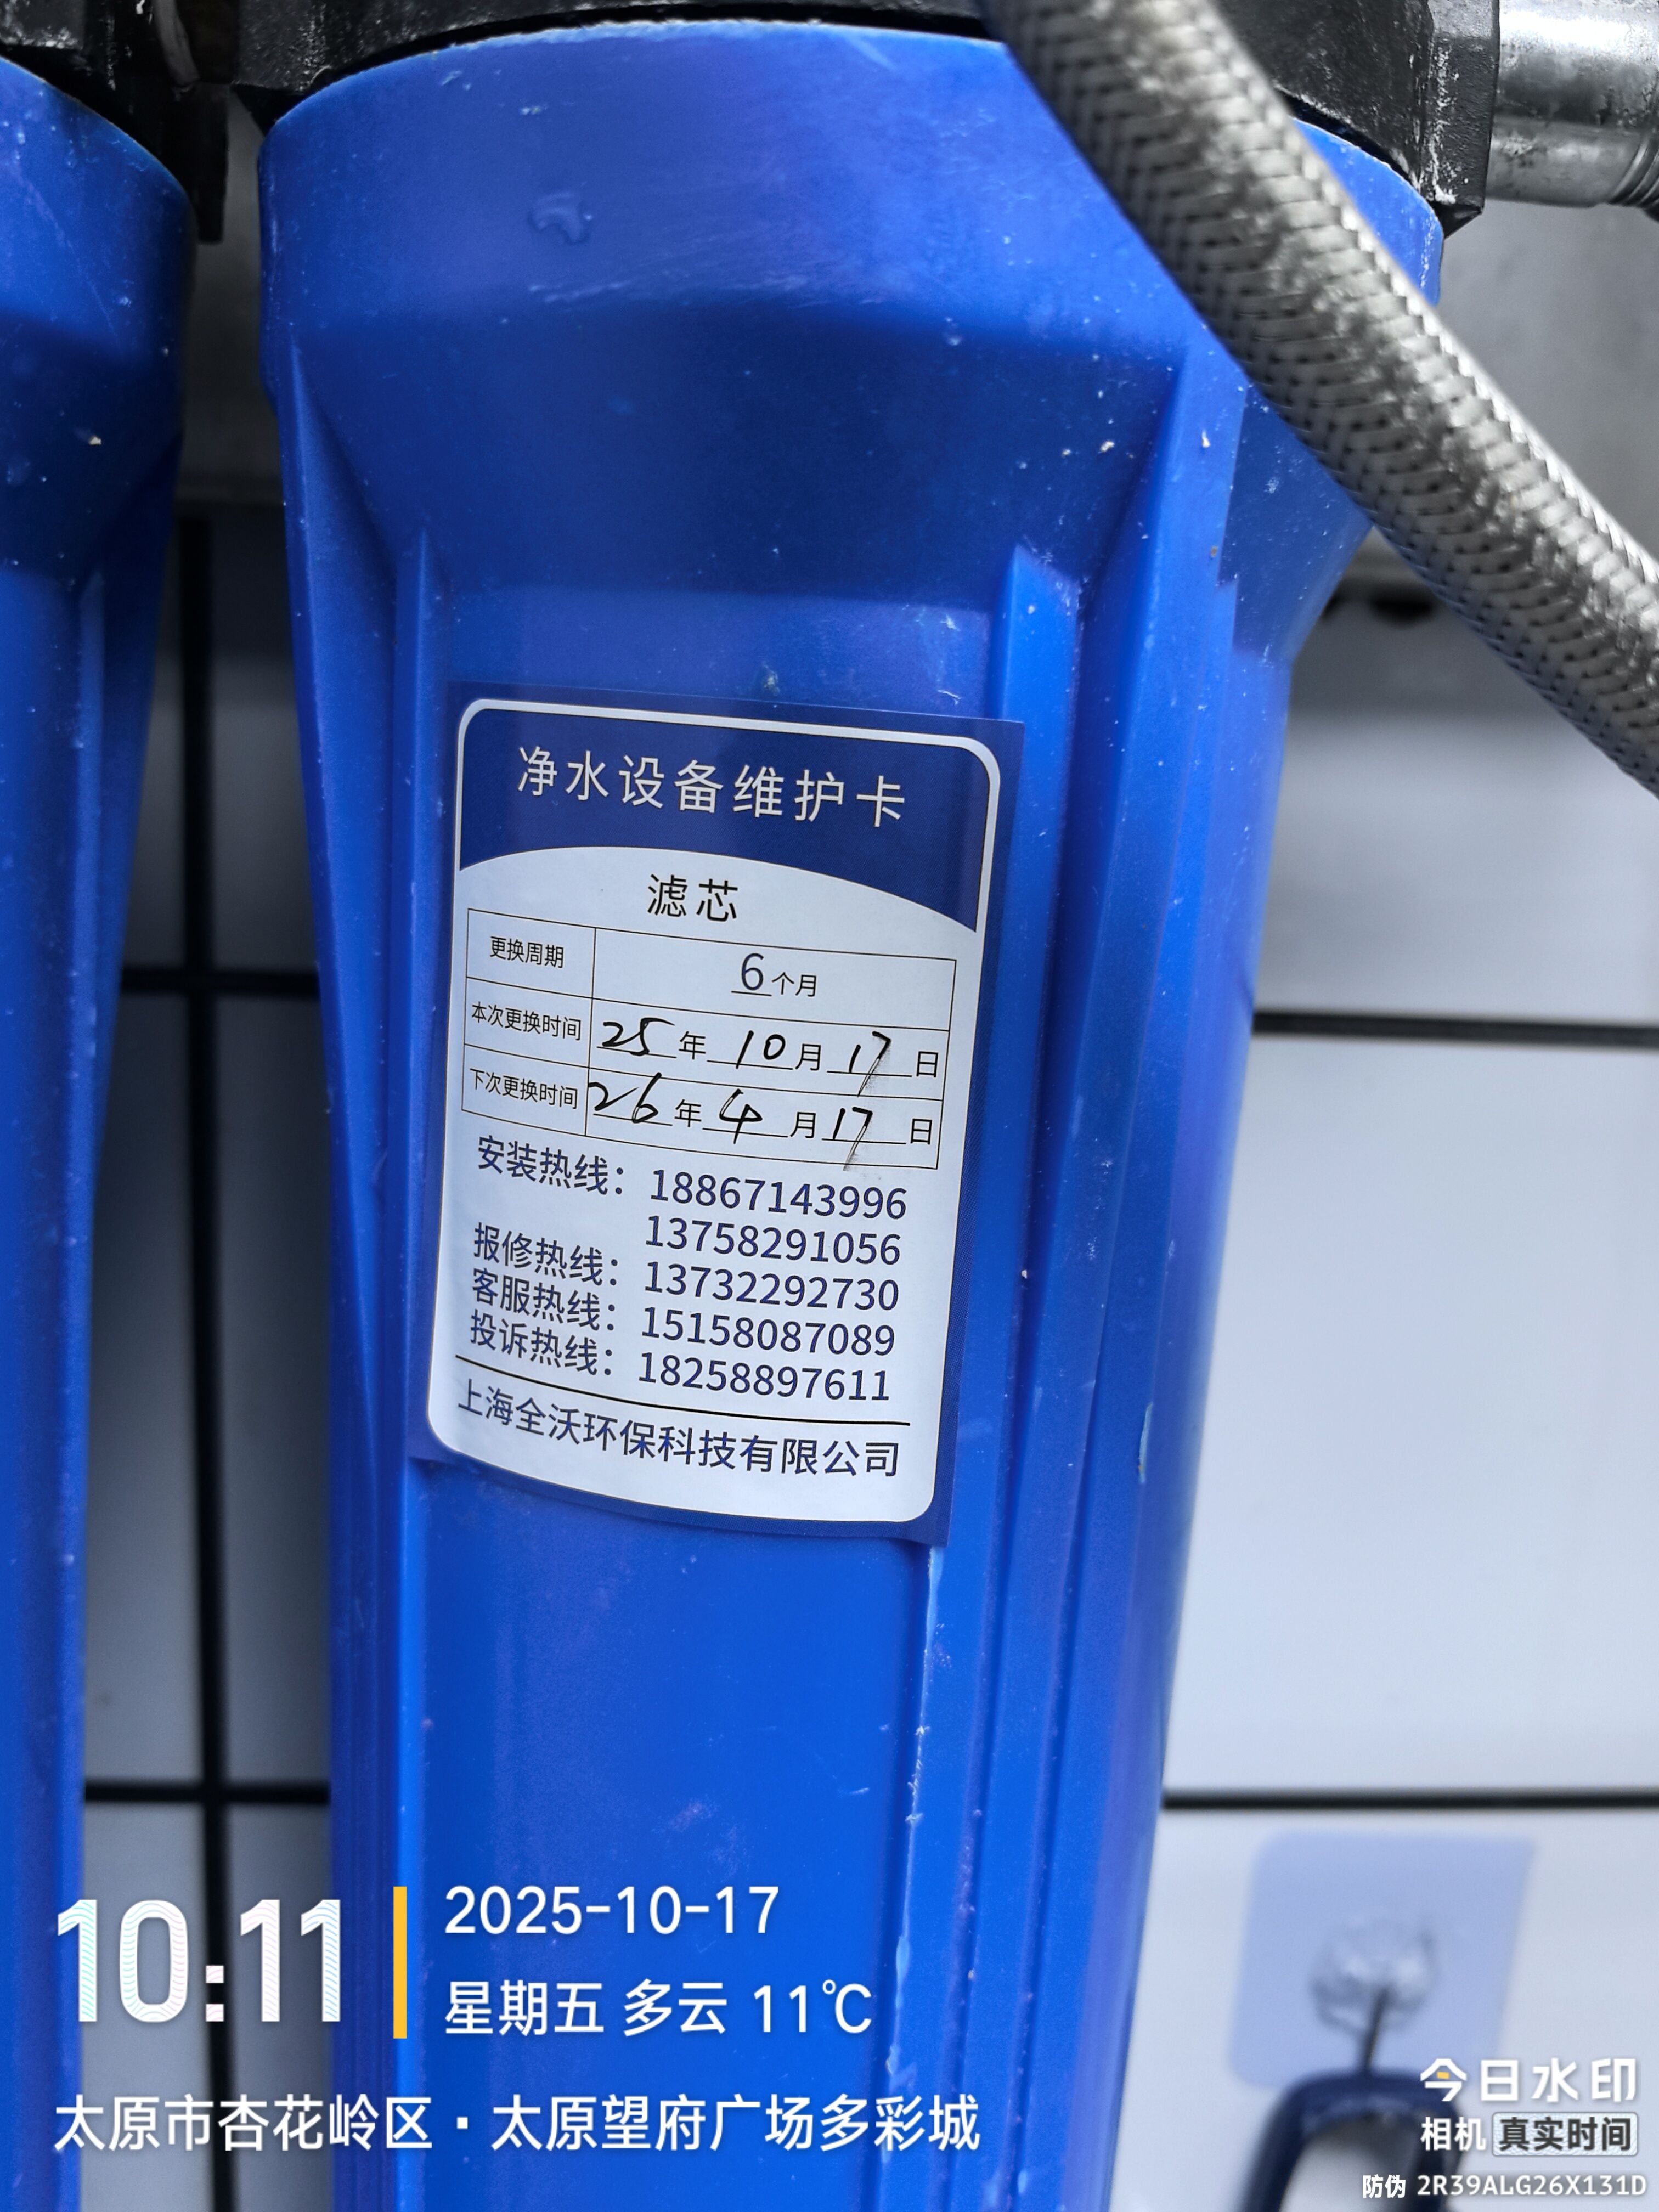 净水设备维护卡
滤芯
更换周期 6个月
本次更换时间 25年10月17日
下次更换时间 26年4月17日
安装热线：18867143996
13758291056
报修热线：13732292730
客服热线：15158087089
投诉热线：18258897611
上海全沃环保科技有限公司
10:11
2025-10-17
星期五 多云 11℃
太原市杏花岭区·太原望府广场多彩城
今日水印
相机 真实时间
防伪 2R39ALG26X131D